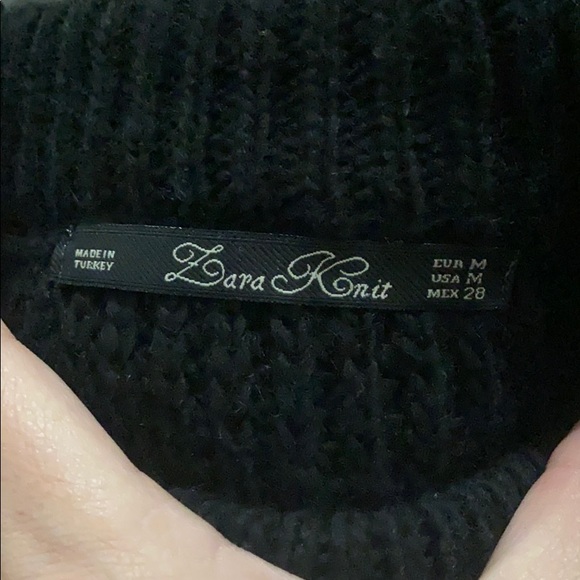 MADE IN
TURKEY
Zara Knit
EUR M
USA M
MEX 28